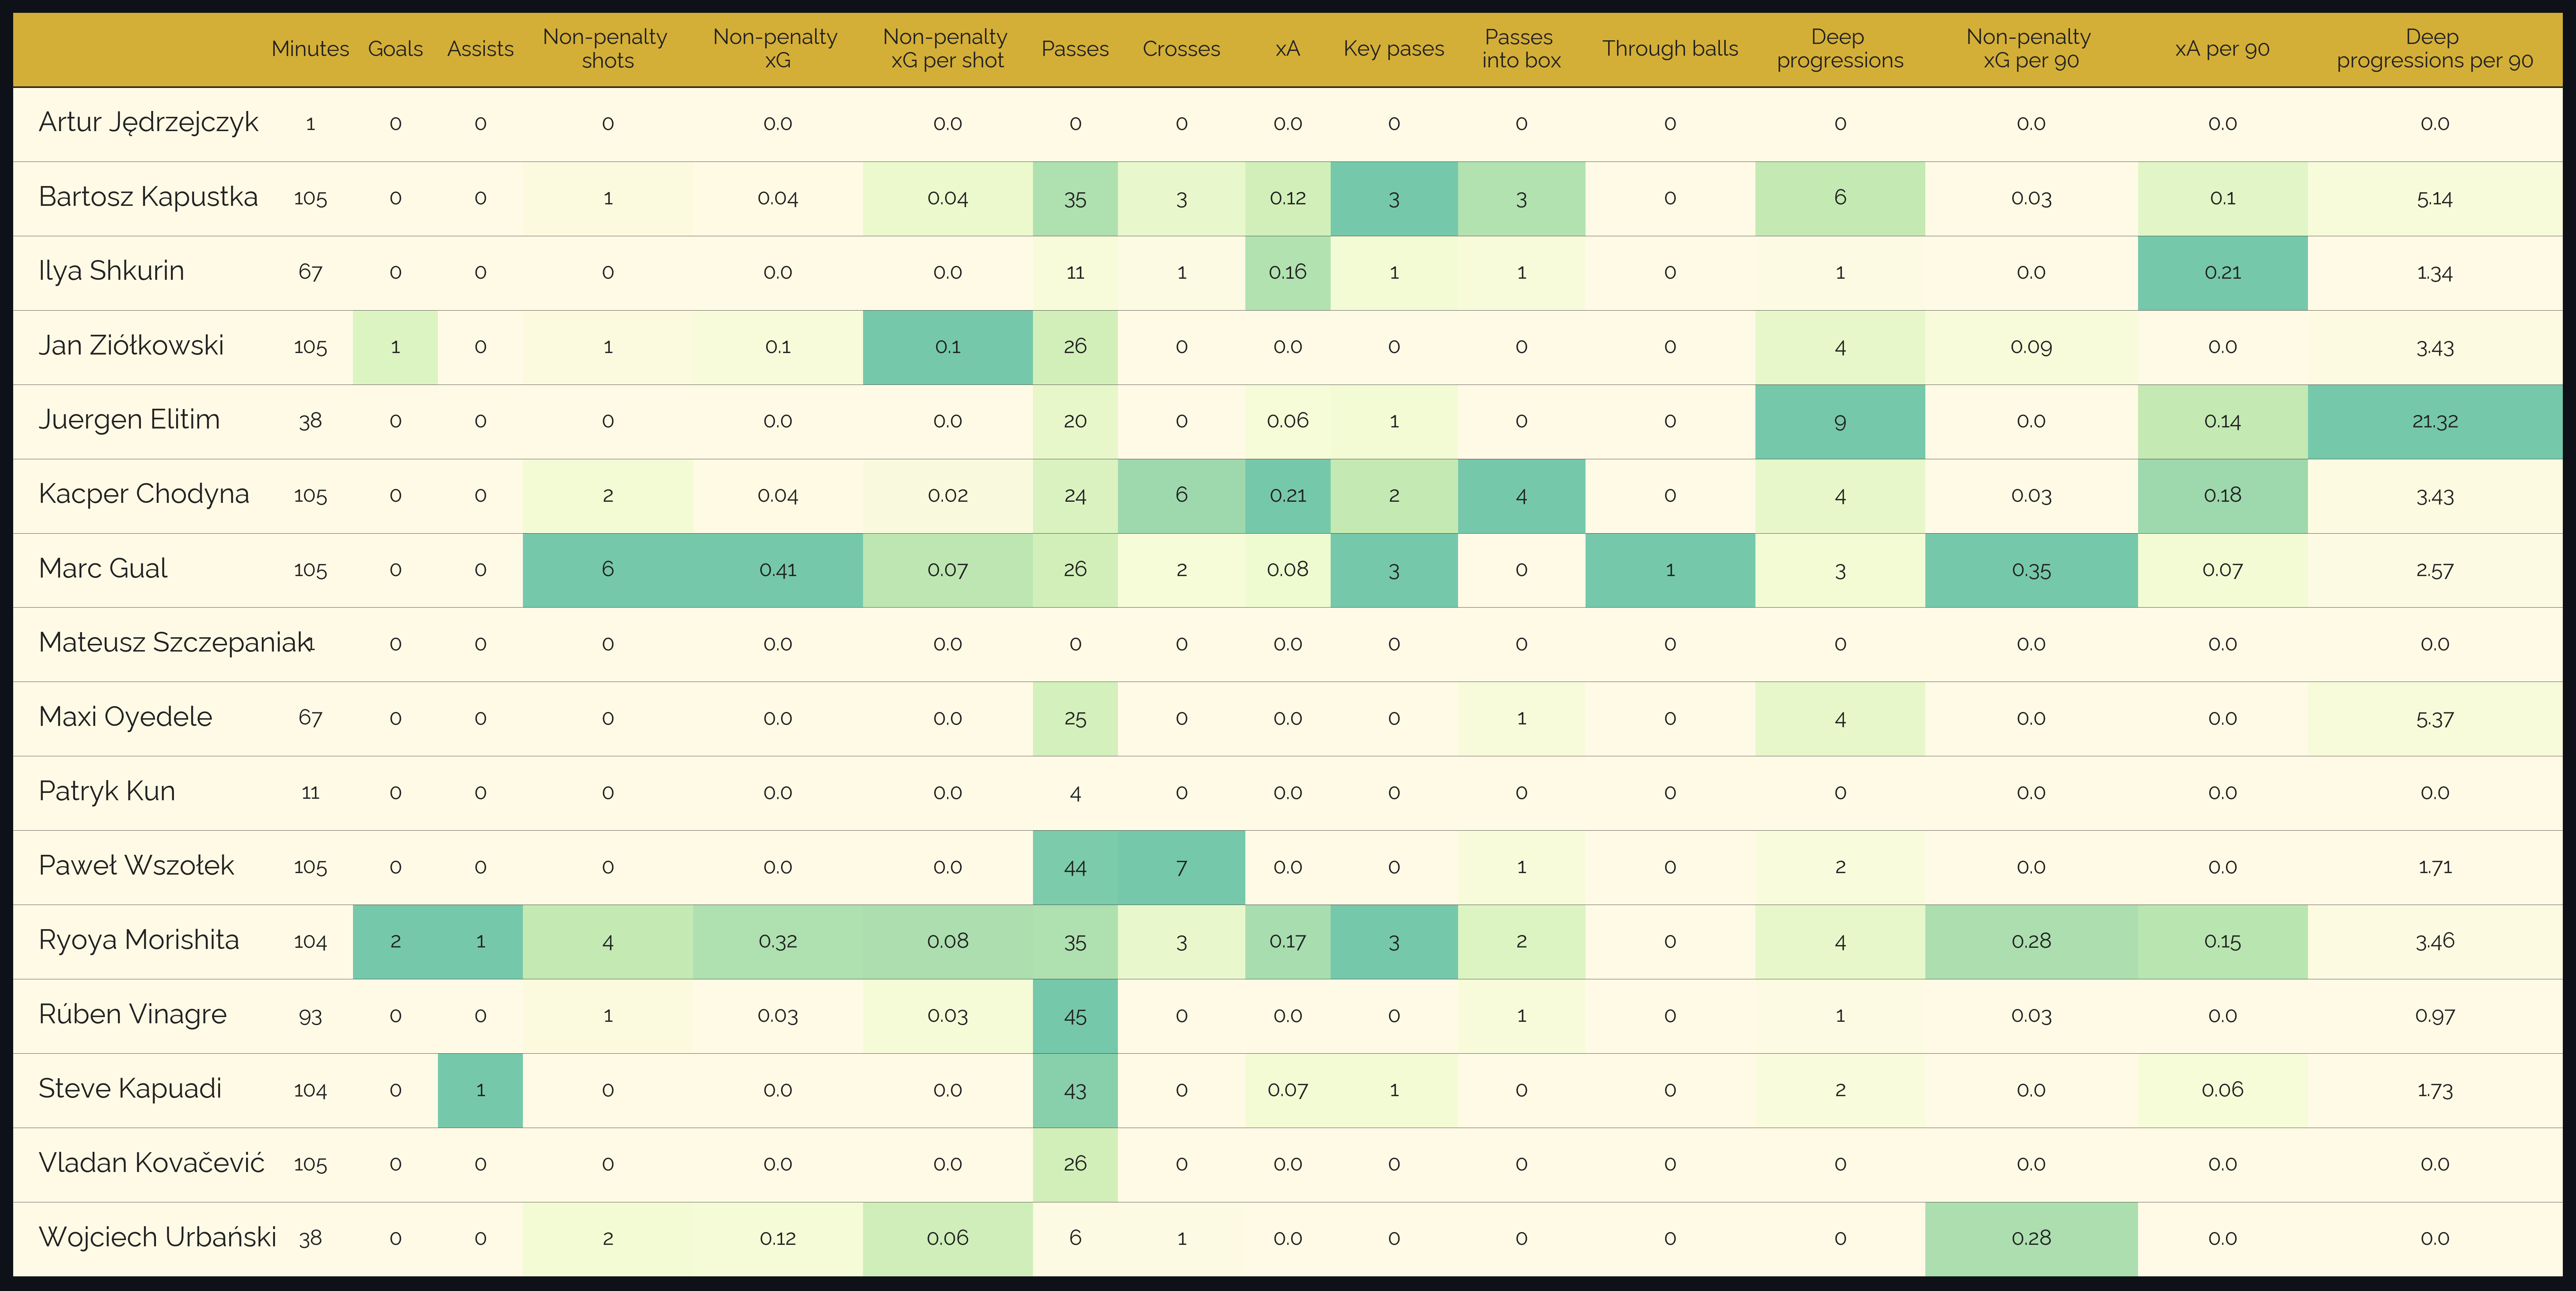 Minutes Goals Assists Non-penalty shots Non-penalty xG Non-penalty xG per shot Passes Crosses xA Key pases Passes into box Through balls Deep progressions Non-penalty xG per 90 xA per 90 Deep progressions per 90
Artur Jędrzejczyk 1 0 0 0 0.0 0.0 0 0 0.0 0 0 0 0 0.0 0.0 0.0
Bartosz Kapustka 105 0 0 1 0.04 0.04 35 3 0.12 3 3 0 6 0.03 0.1 5.14
Ilya Shkurin 67 0 0 0 0.0 0.0 11 1 0.16 1 1 0 1 0.0 0.21 1.34
Jan Ziółkowski 105 1 0 1 0.1 0.1 26 0 0.0 0 0 0 4 0.09 0.0 3.43
Juergen Elitim 38 0 0 0 0.0 0.0 20 0 0.06 1 0 0 9 0.0 0.14 21.32
Kacper Chodyna 105 0 0 2 0.04 0.02 24 6 0.21 2 4 0 4 0.03 0.18 3.43
Marc Gual 105 0 0 6 0.41 0.07 26 2 0.08 3 0 1 3 0.35 0.07 2.57
Mateusz Szczepaniak 1 0 0 0 0.0 0.0 0 0 0.0 0 0 0 0 0.0 0.0 0.0
Maxi Oyedele 67 0 0 0 0.0 0.0 25 0 0.0 0 1 0 4 0.0 0.0 5.37
Patryk Kun 11 0 0 0 0.0 0.0 4 0 0.0 0 0 0 0 0.0 0.0 0.0
Paweł Wszołek 105 0 0 0 0.0 0.0 44 7 0.0 0 1 0 2 0.0 0.0 1.71
Ryoya Morishita 104 2 1 4 0.32 0.08 35 3 0.17 3 2 0 4 0.28 0.15 3.46
Rúben Vinagre 93 0 0 1 0.03 0.03 45 0 0.0 0 1 0 1 0.03 0.0 0.97
Steve Kapuadi 104 0 1 0 0.0 0.0 43 0 0.07 1 0 0 2 0.0 0.06 1.73
Vladan Kovačević 105 0 0 0 0.0 0.0 26 0 0.0 0 0 0 0 0.0 0.0 0.0
Wojciech Urbański 38 0 0 2 0.12 0.06 6 1 0.0 0 0 0 0 0.28 0.0 0.0